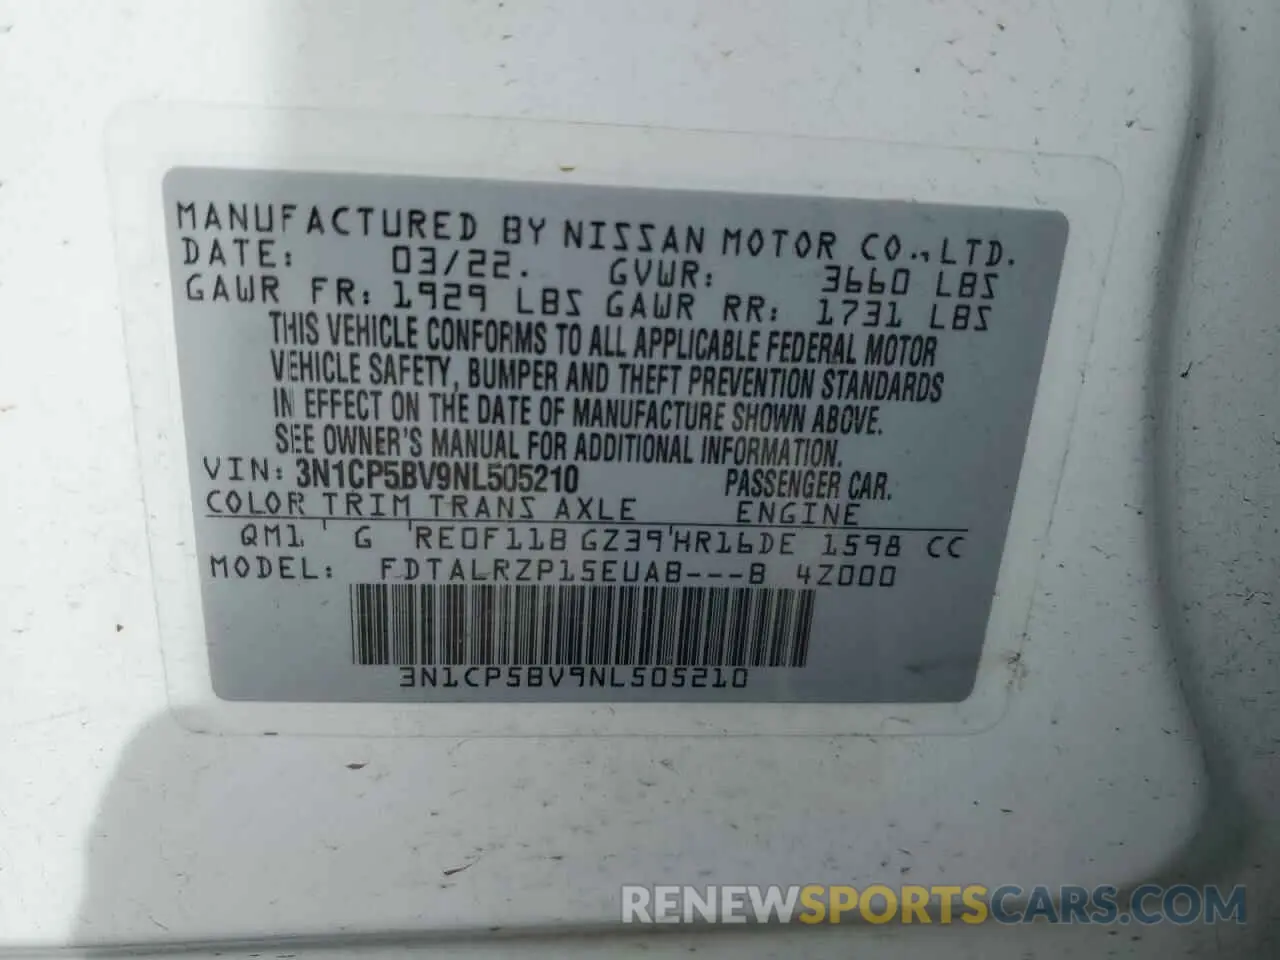 MANUFACTURED BY NISSAN MOTOR CO., LTD.
DATE: 03/22. GVWR: 3660 LBS
GAWR FR: 1929 LBS GAWR RR: 1731 LBS
THIS VEHICLE CONFORMS TO ALL APPLICABLE FEDERAL MOTOR
VEHICLE SAFETY, BUMPER AND THEFT PREVENTION STANDARDS
IN EFFECT ON THE DATE OF MANUFACTURE SHOWN ABOVE.
SEE OWNER'S MANUAL FOR ADDITIONAL INFORMATION.
VIN: 3N1CP5BV9NL505210 PASSENGER CAR.
COLOR TRIM TRANS AXLE ENGINE
QM1 ' G 'RE0F11B GZ39'HR16DE 1598 CC
MODEL: FDTALRZP15EUAB---B 4Z000
3N1CP5BV9NL505210
RENEWSPORTSCARS.COM